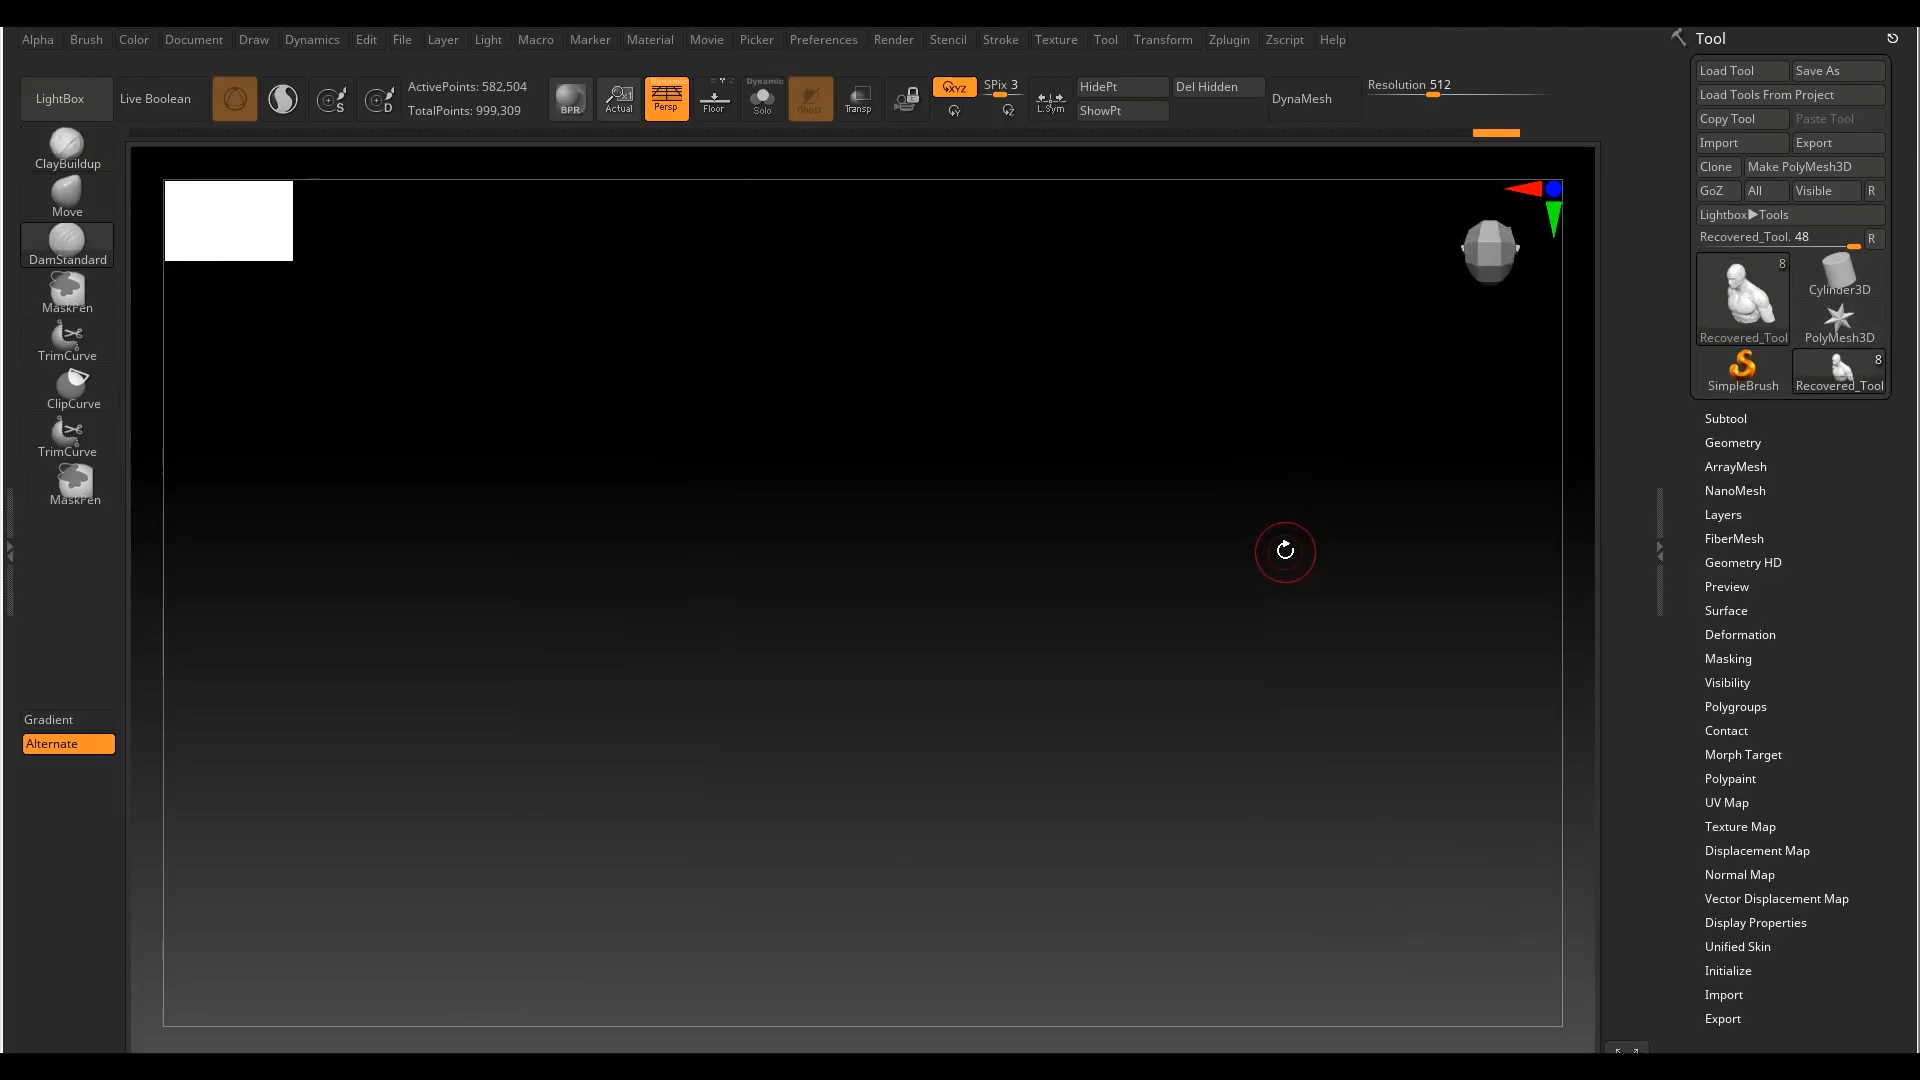 Alpha Brush Color Document Draw Dynamics Edit File Layer Light Macro Marker Material Movie Picker Preferences Render Stencil Stroke Texture Tool Transform Zplugin Zscript Help
LightBox
Live Boolean
S
D
ActivePoints: 582,504
TotalPoints: 999,309
BPR
Actual
Dynamic
Persp
Floor
Dynamic
Solo
Ghost
Transp
XYZ
SPix 3
L.Sym
HidePt
ShowPt
Del Hidden
DynaMesh
Resolution 512
ClayBuildup
Move
DamStandard
MaskPen
TrimCurve
ClipCurve
TrimCurve
MaskPen
Gradient
Alternate
Tool
Load Tool Save As
Load Tools From Project
Copy Tool Paste Tool
Import Export
Clone Make PolyMesh3D
GoZ All Visible R
Lightbox▶Tools
Recovered_Tool. 48 R
8
Recovered_Tool
Cylinder3D
PolyMesh3D
SimpleBrush
8
Recovered_Tool
Subtool
Geometry
ArrayMesh
NanoMesh
Layers
FiberMesh
Geometry HD
Preview
Surface
Deformation
Masking
Visibility
Polygroups
Contact
Morph Target
Polypaint
UV Map
Texture Map
Displacement Map
Normal Map
Vector Displacement Map
Display Properties
Unified Skin
Initialize
Import
Export